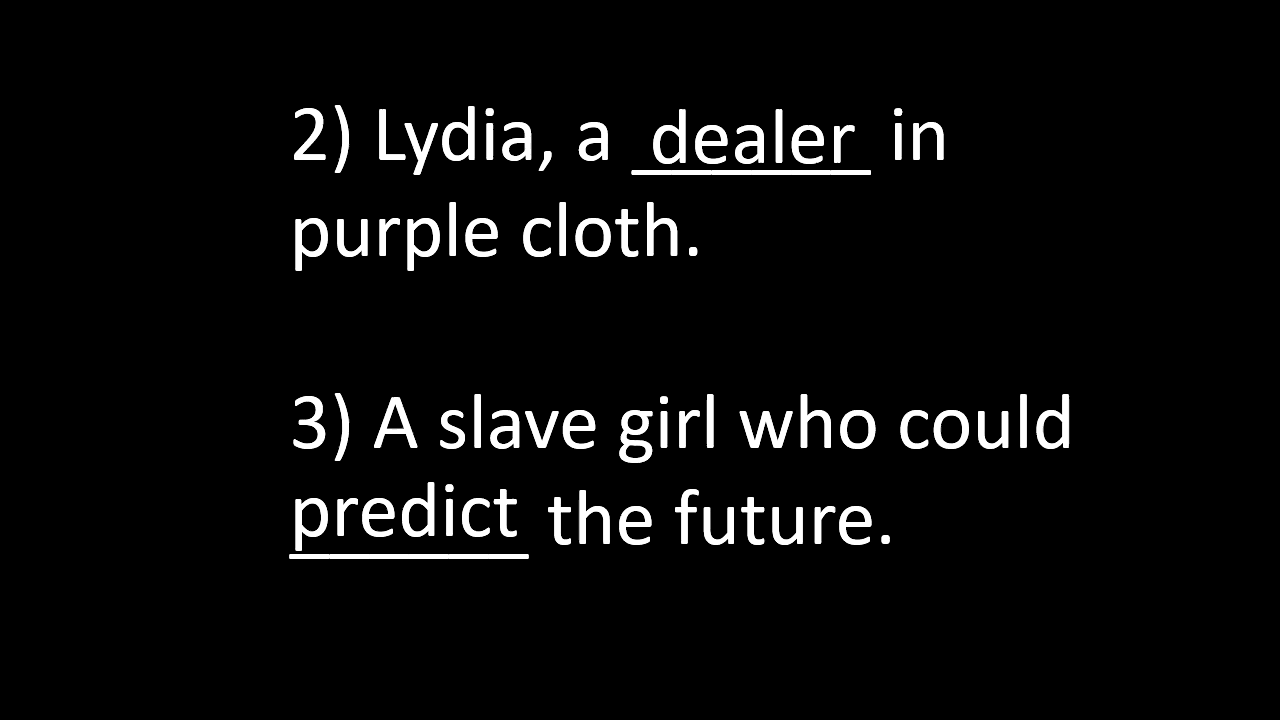 2) Lydia, a dealer in
purple cloth.
3) A slave girl who could
predict the future.